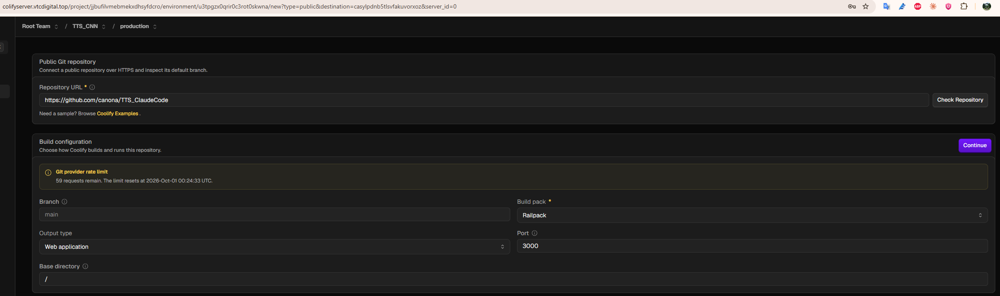 colifyserver.vtcdigital.top/project/jjbufilvmebmekxdhsyfdcro/environment/u3tpgzx0qrir0c3rot0skwna/new?type=public&destination=casylpdnb5tlsvfakuvorxoz&server_id=0
Root Team / TTS_CNN / production
Public Git repository
Connect a public repository over HTTPS and inspect its default branch.
Repository URL *
https://github.com/canona/TTS_ClaudeCode
Check Repository
Need a sample? Browse Coolify Examples .
Build configuration
Choose how Coolify builds and runs this repository.
Continue
Git provider rate limit
59 requests remain. The limit resets at 2026-Oct-01 00:24:33 UTC.
Branch
main
Build pack *
Railpack
Output type
Web application
Port
3000
Base directory
/